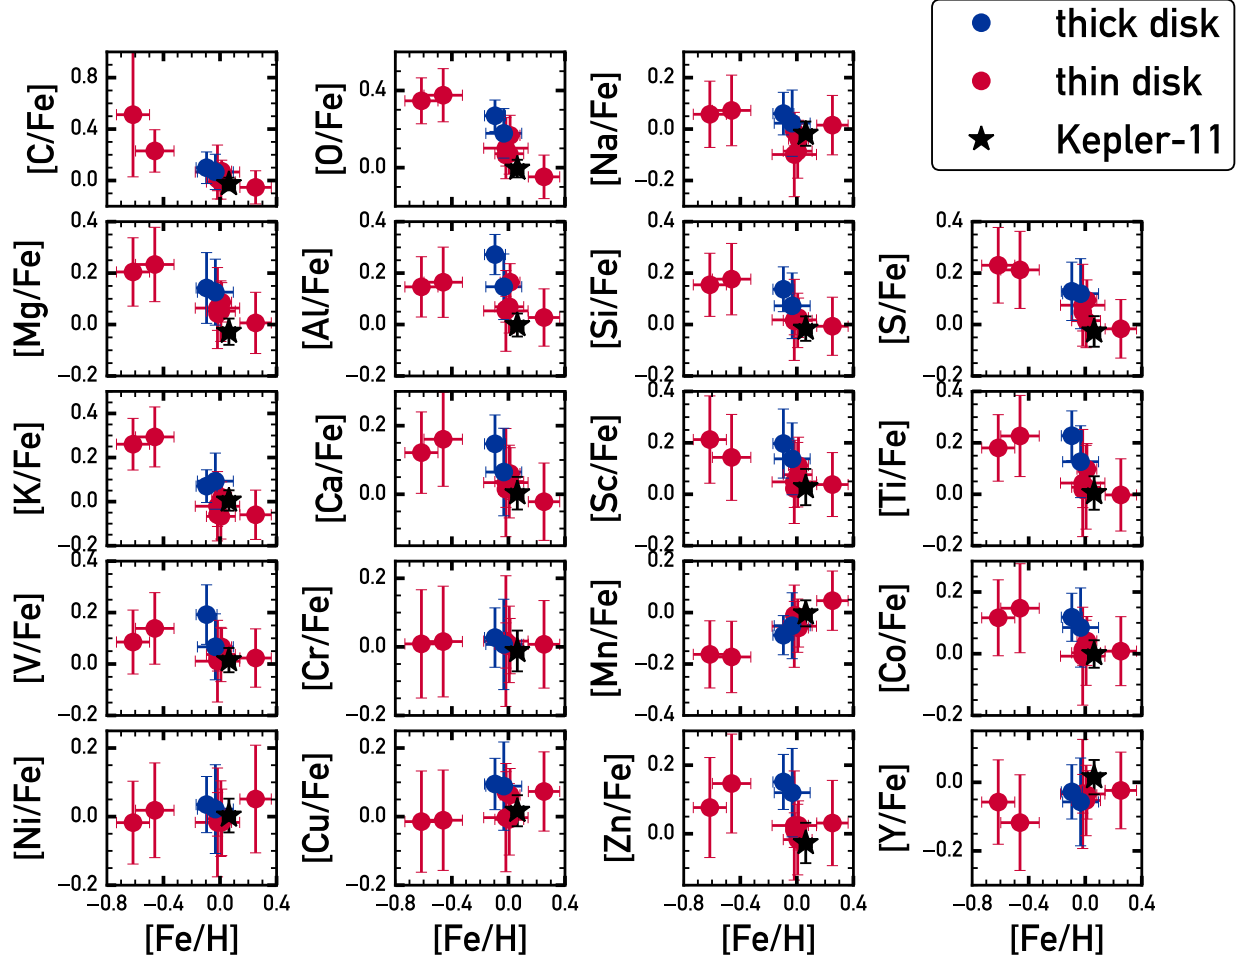 thick disk
thin disk
Kepler-11
[C/Fe]
0.8
0.4
0.0
[O/Fe]
0.4
0.0
[Na/Fe]
0.2
0.0
−0.2
[Mg/Fe]
0.4
0.2
0.0
−0.2
[Al/Fe]
0.4
0.2
0.0
−0.2
[Si/Fe]
0.4
0.2
0.0
−0.2
[S/Fe]
0.4
0.2
0.0
−0.2
[K/Fe]
0.4
0.2
0.0
−0.2
[Ca/Fe]
0.2
0.0
[Sc/Fe]
0.4
0.2
0.0
−0.2
[Ti/Fe]
0.4
0.2
0.0
−0.2
[V/Fe]
0.4
0.2
0.0
−0.2
[Cr/Fe]
0.2
0.0
−0.2
[Mn/Fe]
0.2
0.0
−0.2
−0.4
[Co/Fe]
0.2
0.0
−0.2
[Ni/Fe]
0.2
0.0
−0.2
[Cu/Fe]
0.2
0.0
−0.2
[Zn/Fe]
0.2
0.0
[Y/Fe]
0.0
−0.2
−0.8 −0.4 0.0 0.4
−0.8 −0.4 0.0 0.4
−0.8 −0.4 0.0 0.4
−0.8 −0.4 0.0 0.4
[Fe/H]
[Fe/H]
[Fe/H]
[Fe/H]